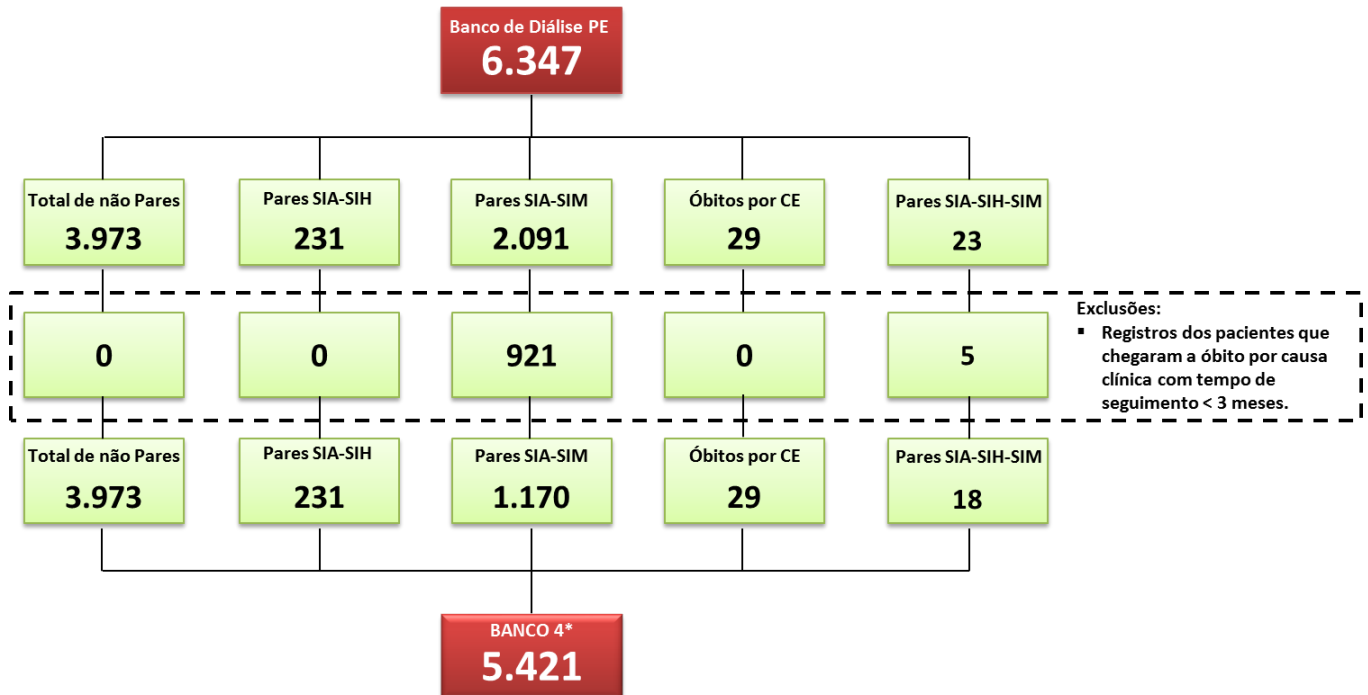 Banco de Diálise PE
6.347
Total de não Pares
3.973
Pares SIA-SIH
231
Pares SIA-SIM
2.091
Óbitos por CE
29
Pares SIA-SIH-SIM
23
0
0
921
0
5
Exclusões:
▪ Registros dos pacientes que
chegaram a óbito por causa
clínica com tempo de
seguimento < 3 meses.
Total de não Pares
3.973
Pares SIA-SIH
231
Pares SIA-SIM
1.170
Óbitos por CE
29
Pares SIA-SIH-SIM
18
BANCO 4*
5.421